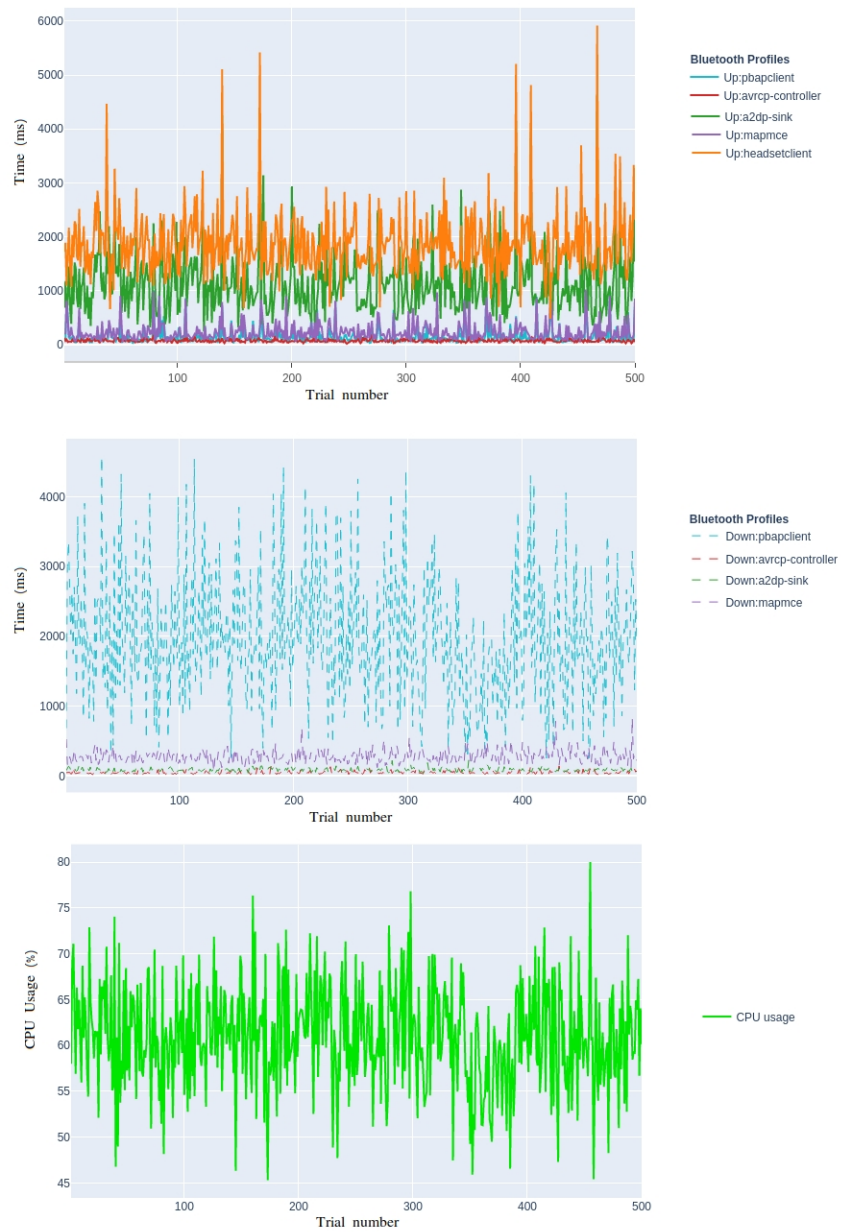 6000
5000
4000
3000
2000
1000
0
Time (ms)
100
200
300
400
500
Trial number
Bluetooth Profiles
Up:pbapclient
Up:avrcp-controller
Up:a2dp-sink
Up:mapmce
Up:headsetclient
4000
3000
2000
1000
0
Time (ms)
100
200
300
400
500
Trial number
Bluetooth Profiles
Down:pbapclient
Down:avrcp-controller
Down:a2dp-sink
Down:mapmce
80
75
70
65
60
55
50
45
CPU Usage (%)
100
200
300
400
500
Trial number
CPU usage